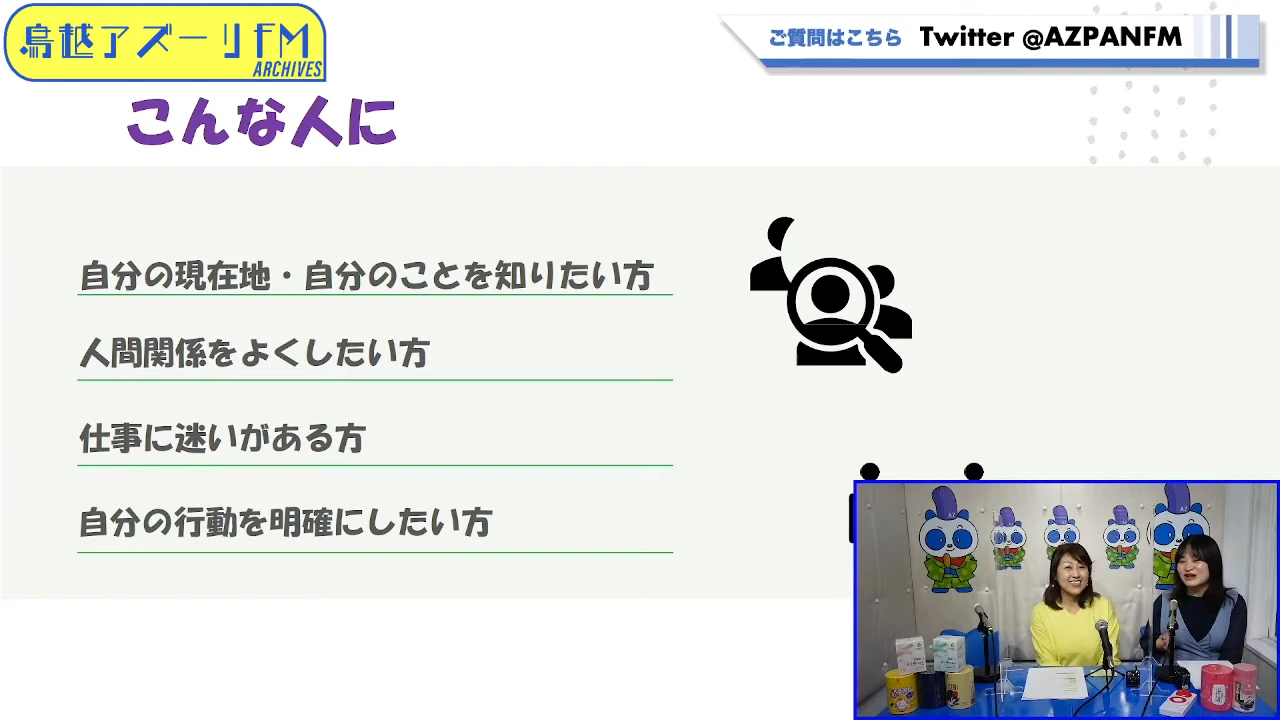 鳥越アズーリFM
ARCHIVES
ご質問はこちら Twitter @AZPANFM
こんな人に
自分の現在地・自分のことを知りたい方
人間関係をよくしたい方
仕事に迷いがある方
自分の行動を明確にしたい方
AZ